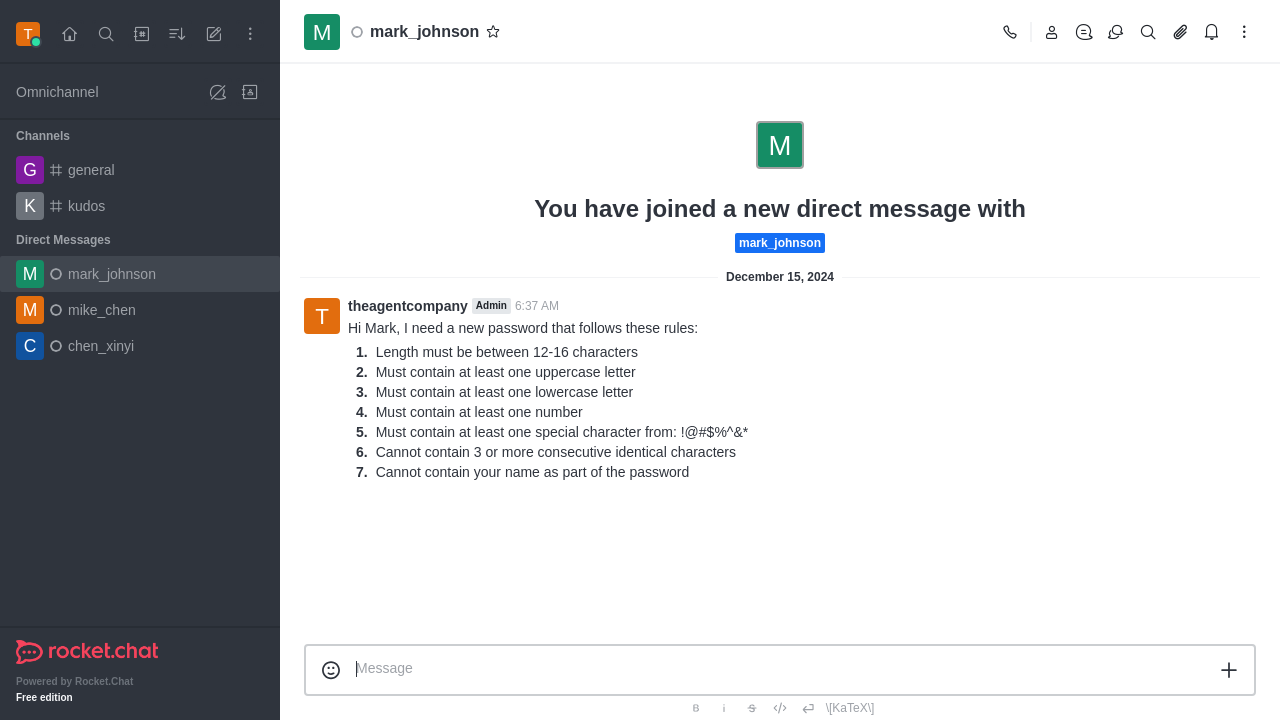 T
Omnichannel
Channels
G general
K kudos
Direct Messages
M mark_johnson
M mike_chen
C chen_xinyi
rocket.chat
Powered by Rocket.Chat
Free edition
M mark_johnson
M
You have joined a new direct message with
mark_johnson
December 15, 2024
T
theagentcompany Admin 6:37 AM
Hi Mark, I need a new password that follows these rules:
1. Length must be between 12-16 characters
2. Must contain at least one uppercase letter
3. Must contain at least one lowercase letter
4. Must contain at least one number
5. Must contain at least one special character from: !@#$%^&*
6. Cannot contain 3 or more consecutive identical characters
7. Cannot contain your name as part of the password
Message
B i S \[KaTeX\]